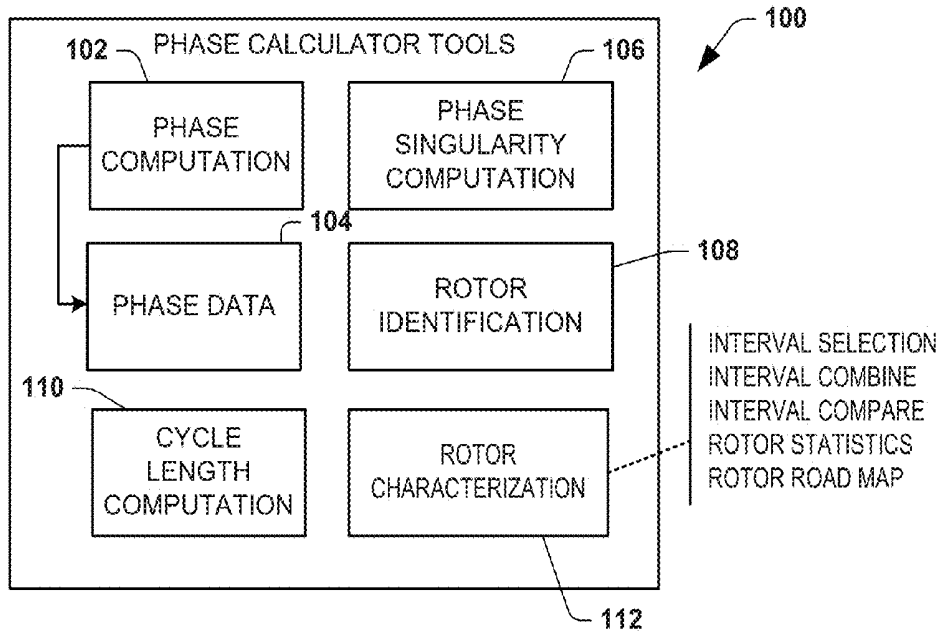 100
PHASE CALCULATOR TOOLS
102
106
PHASE
COMPUTATION
PHASE
SINGULARITY
COMPUTATION
104
108
PHASE DATA
ROTOR
IDENTIFICATION
110
CYCLE
LENGTH
COMPUTATION
ROTOR
CHARACTERIZATION
INTERVAL SELECTION
INTERVAL COMBINE
INTERVAL COMPARE
ROTOR STATISTICS
ROTOR ROAD MAP
112